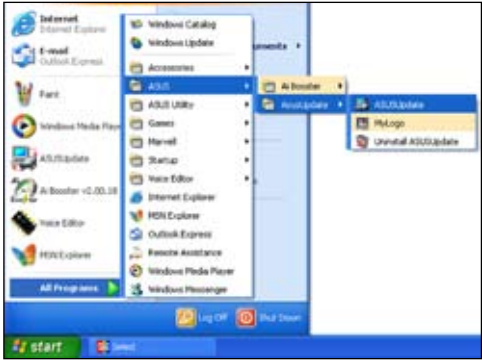 Internet
Internet Explorer
E-mail
Outlook Express
Paint
Windows Media Player
ASUSUpdate
Ai Booster v2.00.18
Voice Editor
MSN Explorer
All Programs
Windows Catalog
Windows Update
Accessories
ASUS
ASUS Utility
Games
Marvell
Startup
Voice Editor
Internet Explorer
MSN Explorer
Outlook Express
Remote Assistance
Windows Media Player
Windows Messenger
Ai Booster
AsusUpdate
ASUSUpdate
MyLogo
Uninstall ASUSUpdate
Log Off
Shut Down
start